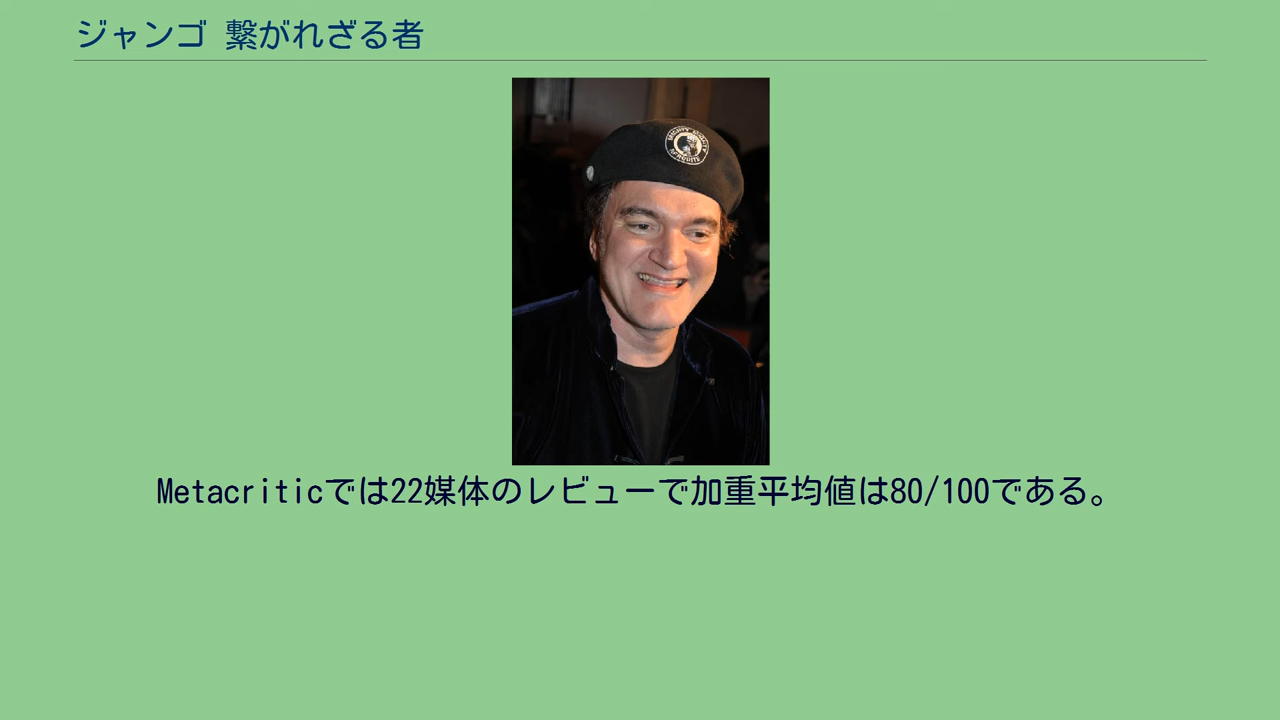 ジャンゴ 繋がれざる者
MIGHTY MIGHTY
Metacriticでは22媒体のレビューで加重平均値は80/100である。